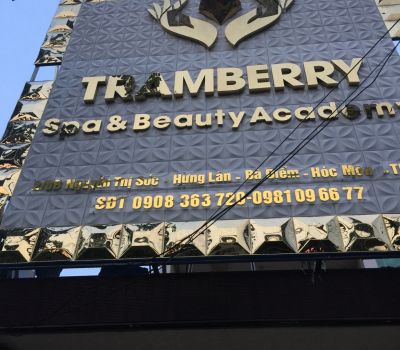 TRAMBERRY
Spa & Beauty Academy
Nguyễn Thị Sóc - Hưng Lân - Bà Điểm - Hóc Môn
SĐT 0908 363 720-0981 09 66 77